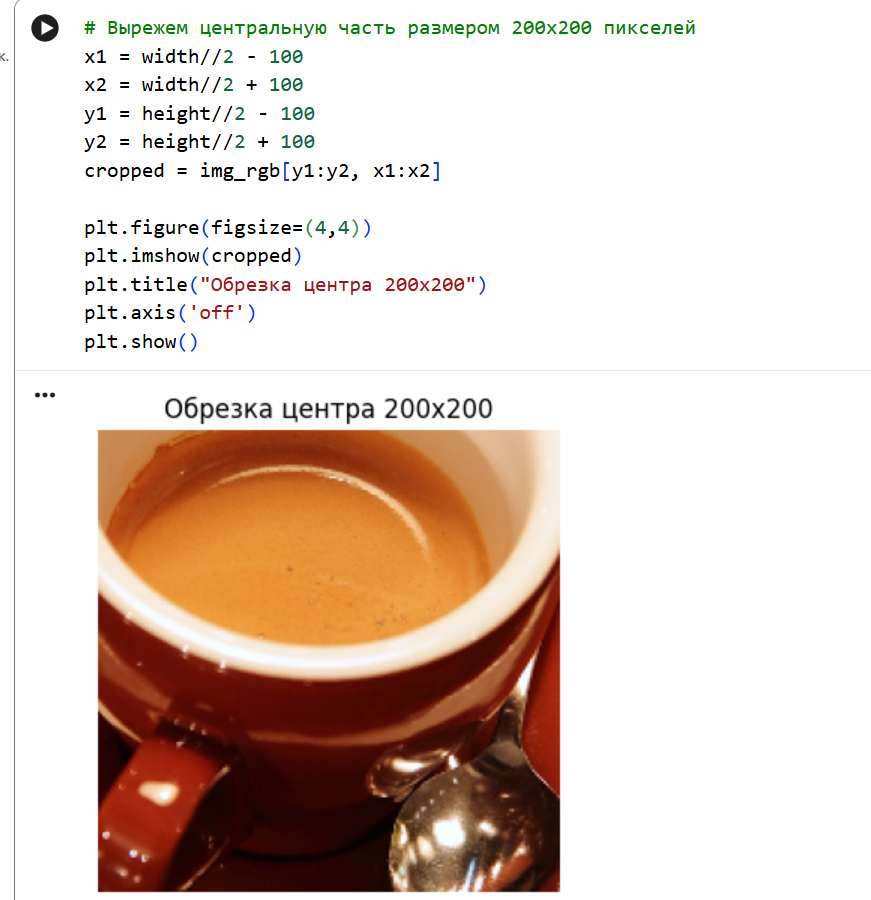 # Вырежем центральную часть размером 200x200 пикселей
к.
x1 = width//2 - 100
x2 = width//2 + 100
y1 = height//2 - 100
y2 = height//2 + 100
cropped = img_rgb[y1:y2, x1:x2]
plt.figure(figsize=(4,4))
plt.imshow(cropped)
plt.title("Обрезка центра 200x200")
plt.axis('off')
plt.show()
Обрезка центра 200x200